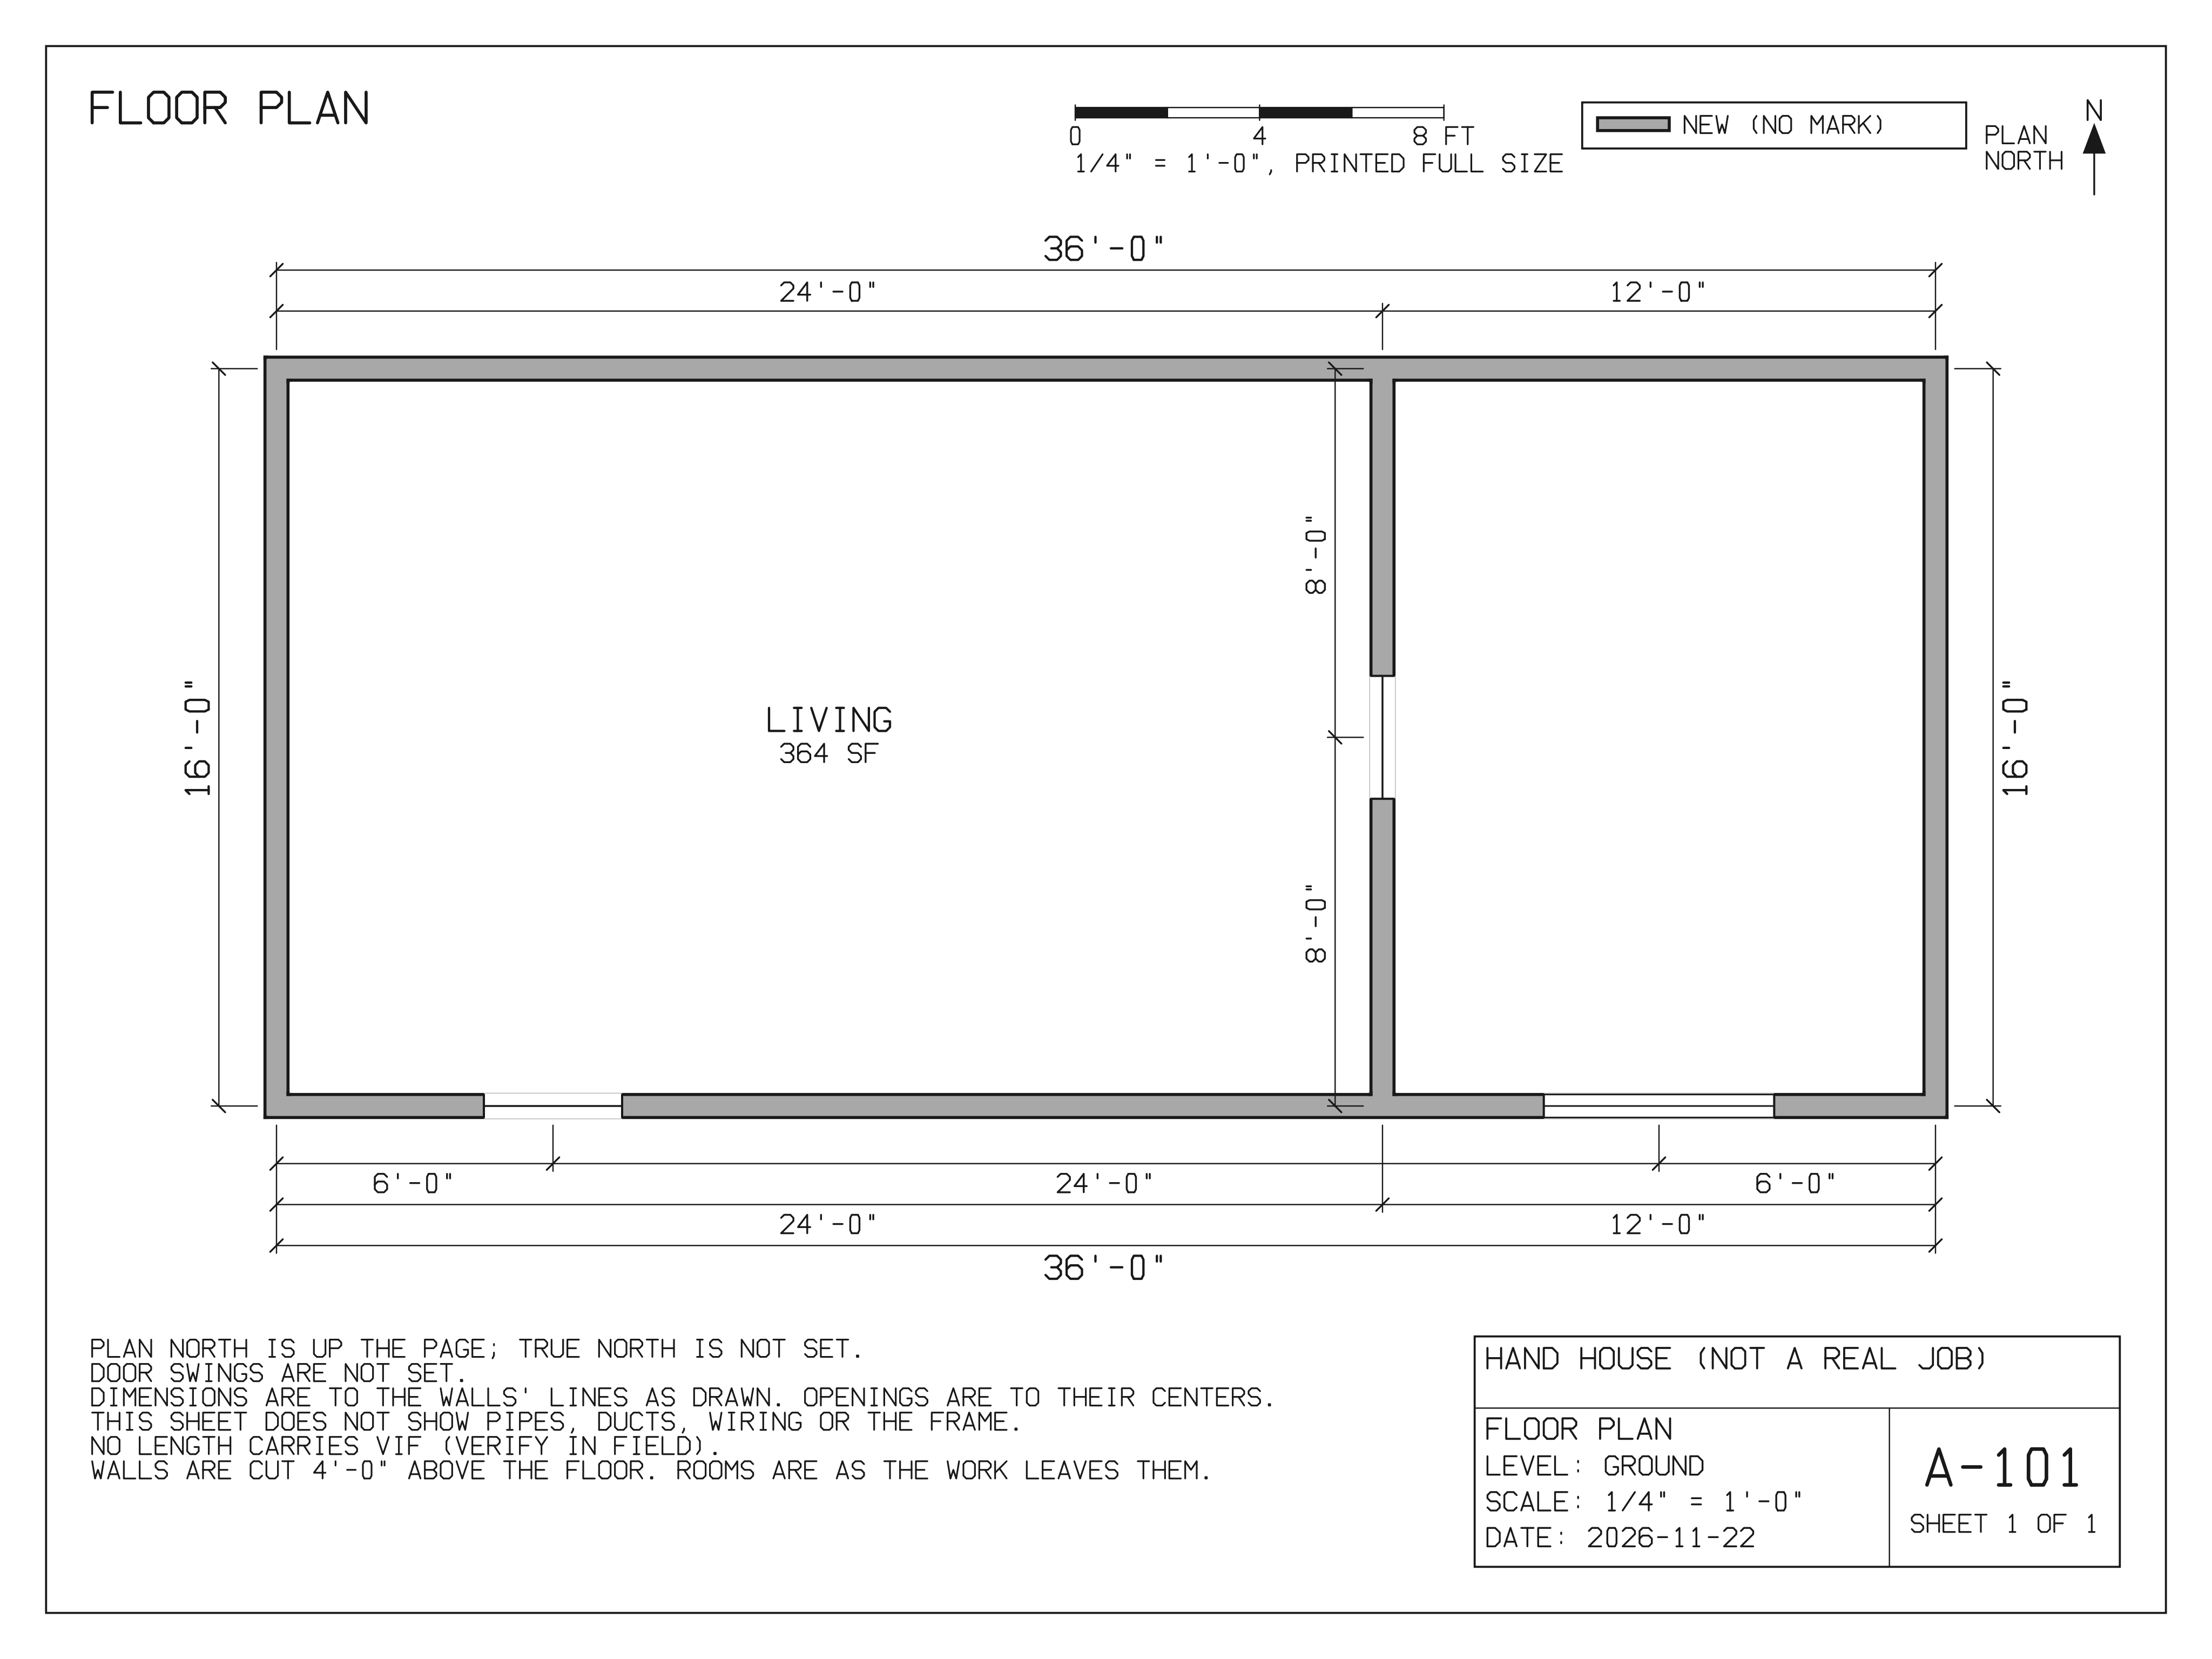 FLOOR PLAN
0 4 8 FT
1/4" = 1'-0", PRINTED FULL SIZE
NEW (NO MARK)
PLAN
NORTH
N
36'-0"
24'-0" 12'-0"
8'-0"
16'-0"
LIVING
364 SF
16'-0"
8'-0"
6'-0" 24'-0" 6'-0"
24'-0" 12'-0"
36'-0"
PLAN NORTH IS UP THE PAGE; TRUE NORTH IS NOT SET.
DOOR SWINGS ARE NOT SET.
DIMENSIONS ARE TO THE WALLS' LINES AS DRAWN. OPENINGS ARE TO THEIR CENTERS.
THIS SHEET DOES NOT SHOW PIPES, DUCTS, WIRING OR THE FRAME.
NO LENGTH CARRIES VIF (VERIFY IN FIELD).
WALLS ARE CUT 4'-0" ABOVE THE FLOOR. ROOMS ARE AS THE WORK LEAVES THEM.
HAND HOUSE (NOT A REAL JOB)
FLOOR PLAN
LEVEL: GROUND
SCALE: 1/4" = 1'-0"
DATE: 2026-11-22
A-101
SHEET 1 OF 1